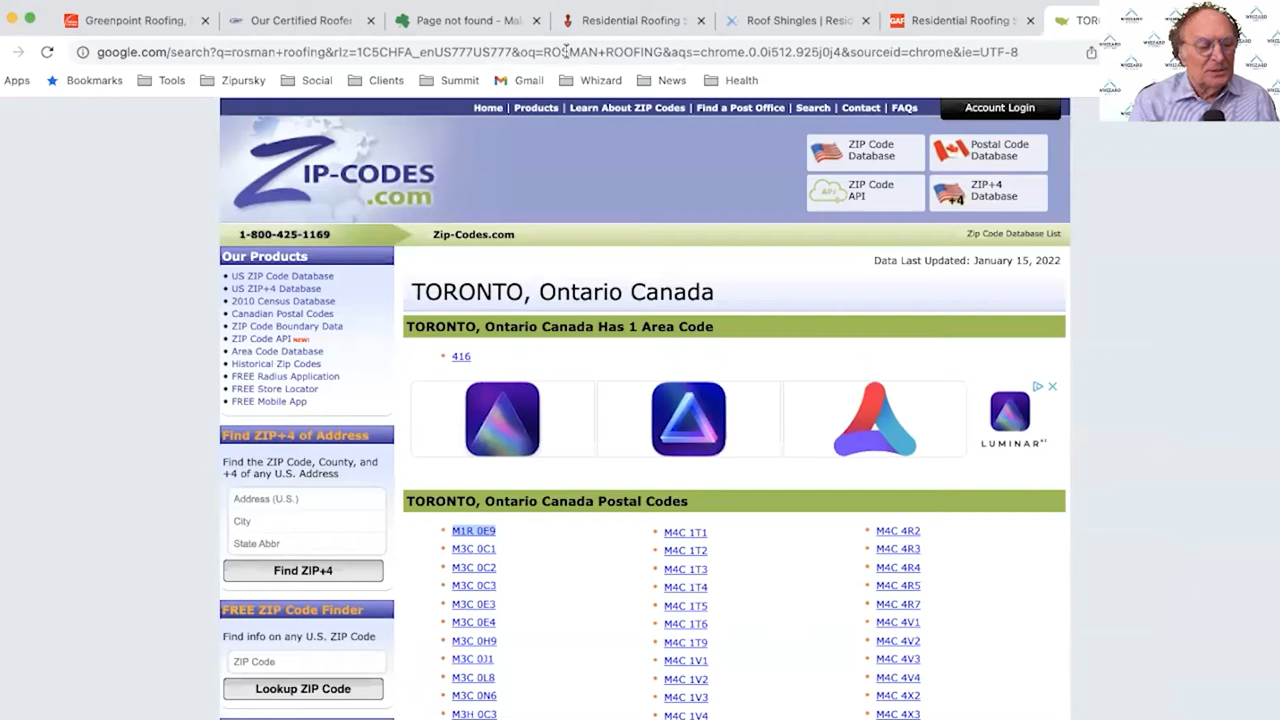 Greenpoint Roofing, Our Certified Roofer Page not found - Mal Residential Roofing S Roof Shingles | Resid Residential Roofing S TOR
google.com/search?q=rosman+roofing&rlz=1C5CHFA_enUS777US777&oq=ROSMAN+ROOFING&aqs=chrome.0.0i512.925j0j4&sourceid=chrome&ie=UTF-8
Apps Bookmarks Tools Zipursky Social Clients Summit Gmail Whizard News Health
Home | Products | Learn About ZIP Codes | Find a Post Office | Search | Contact | FAQs Account Login
ZIP-CODES
.com
ZIP Code
Database
Postal Code
Database
API
ZIP Code
API
+4
ZIP+4
Database
1-800-425-1169 Zip-Codes.com Zip Code Database List
Our Products
US ZIP Code Database
US ZIP+4 Database
2010 Census Database
Canadian Postal Codes
ZIP Code Boundary Data
ZIP Code API NEW!
Area Code Database
Historical Zip Codes
FREE Radius Application
FREE Store Locator
FREE Mobile App
Find ZIP+4 of Address
Find the ZIP Code, County, and
+4 of any U.S. Address
Address (U.S.)
City
State Abbr
Find ZIP+4
FREE ZIP Code Finder
Find info on any U.S. ZIP Code
ZIP Code
Lookup ZIP Code
Data Last Updated: January 15, 2022
TORONTO, Ontario Canada
TORONTO, Ontario Canada Has 1 Area Code
416
LUMINAR AI
TORONTO, Ontario Canada Postal Codes
M1R 0E9
M3C 0C1
M3C 0C2
M3C 0C3
M3C 0E3
M3C 0E4
M3C 0H9
M3C 0J1
M3C 0L8
M3C 0N6
M3H 0C3
M4C 1T1
M4C 1T2
M4C 1T3
M4C 1T4
M4C 1T5
M4C 1T6
M4C 1T9
M4C 1V1
M4C 1V2
M4C 1V3
M4C 1V4
M4C 4R2
M4C 4R3
M4C 4R4
M4C 4R5
M4C 4R7
M4C 4V1
M4C 4V2
M4C 4V3
M4C 4V4
M4C 4X2
M4C 4X3
WHIZARD